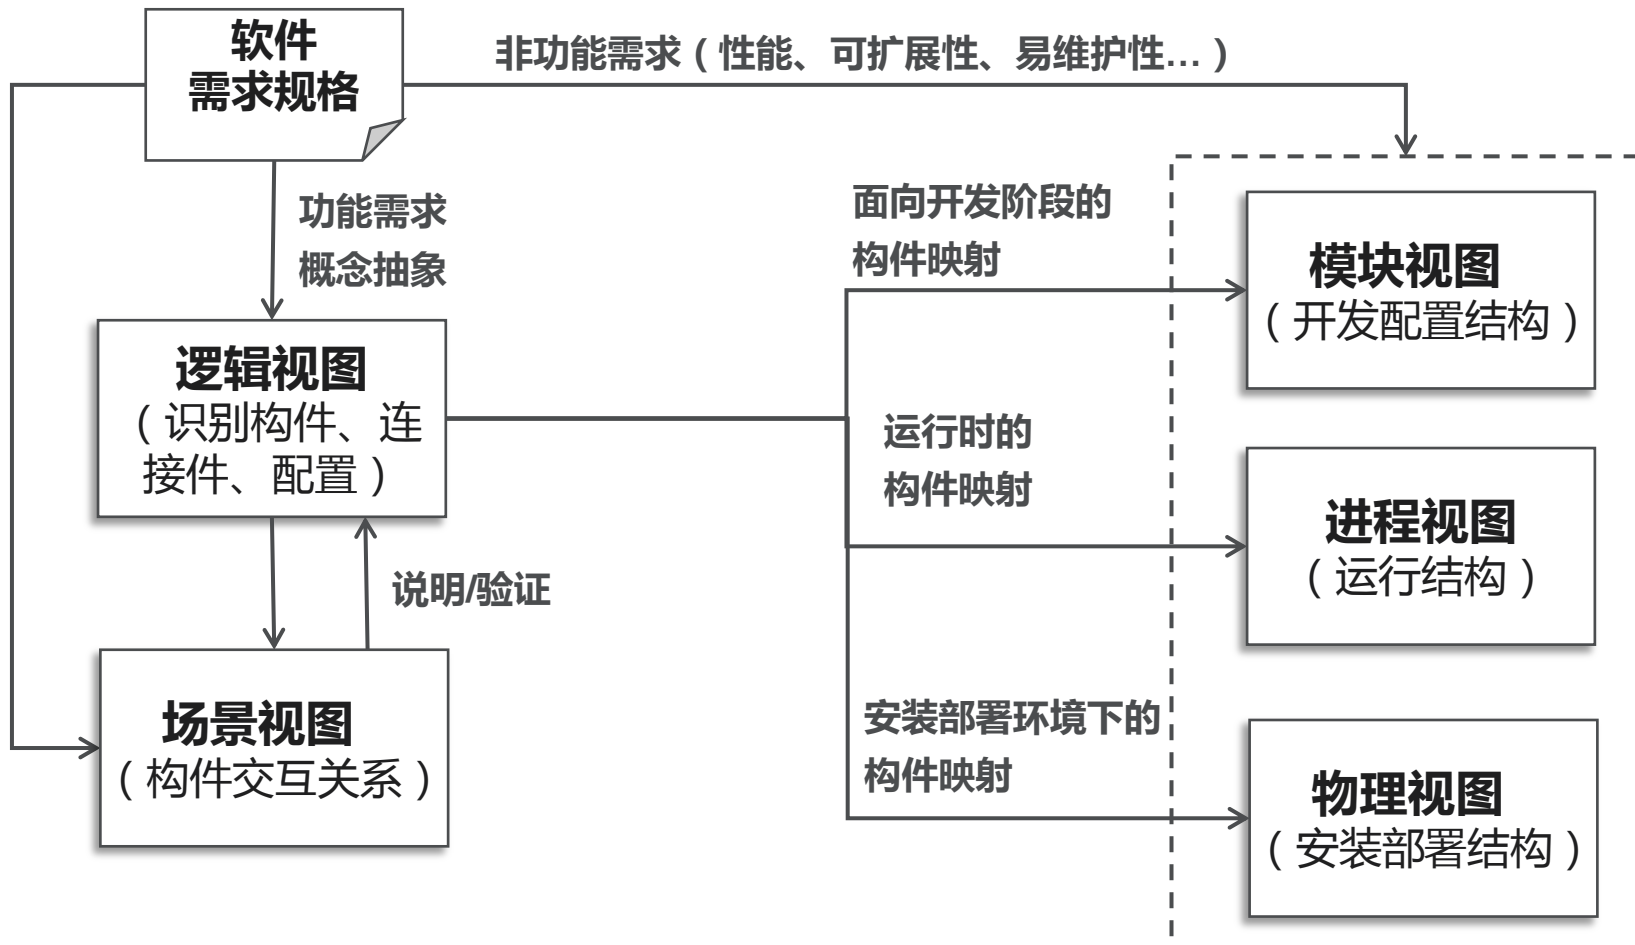 软件
需求规格
非功能需求（性能、可扩展性、易维护性…）
功能需求
概念抽象
面向开发阶段的
构件映射
模块视图
（开发配置结构）
逻辑视图
（识别构件、连
接件、配置）
运行时的
构件映射
进程视图
（运行结构）
说明/验证
场景视图
（构件交互关系）
安装部署环境下的
构件映射
物理视图
（安装部署结构）